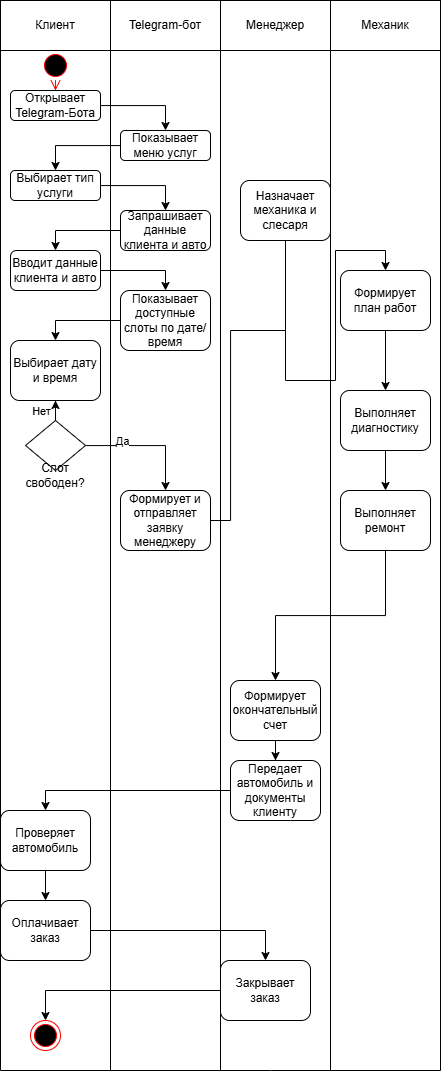 Клиент
Telegram-бот
Менеджер
Механик
Открывает
Telegram-Бота
Показывает
меню услуг
Выбирает тип
услуги
Назначает
механика и
слесаря
Запрашивает
данные
клиента и авто
Вводит данные
клиента и авто
Формирует
план работ
Показывает
доступные
слоты по дате/
время
Выбирает дату
и время
Нет
Выполняет
диагностику
Да
Слот
свободен?
Формирует и
отправляет
заявку
менеджеру
Выполняет
ремонт
Формирует
окончательный
счет
Передает
автомобиль и
документы
клиенту
Проверяет
автомобиль
Оплачивает
заказ
Закрывает
заказ